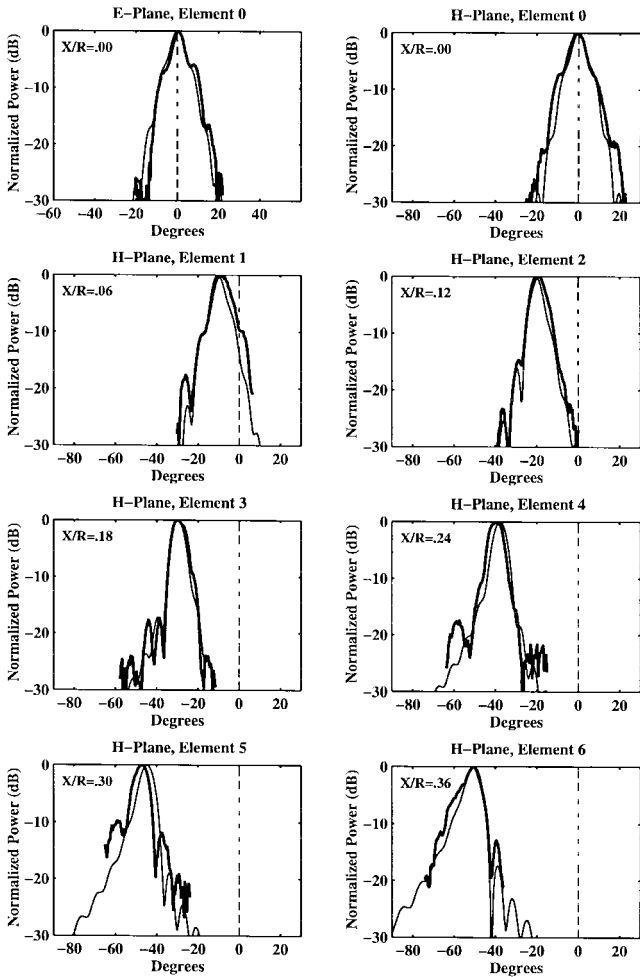 E−Plane, Element 0
X/R=.00
Normalized Power (dB)
0
−10
−20
−30
−60 −40 −20 0 20 40
Degrees
H−Plane, Element 0
X/R=.00
Normalized Power (dB)
0
−10
−20
−30
−80 −60 −40 −20 0 20
Degrees
H−Plane, Element 1
X/R=.06
Normalized Power (dB)
0
−10
−20
−30
−80 −60 −40 −20 0 20
Degrees
H−Plane, Element 2
X/R=.12
Normalized Power (dB)
0
−10
−20
−30
−80 −60 −40 −20 0 20
Degrees
H−Plane, Element 3
X/R=.18
Normalized Power (dB)
0
−10
−20
−30
−80 −60 −40 −20 0 20
Degrees
H−Plane, Element 4
X/R=.24
Normalized Power (dB)
0
−10
−20
−30
−80 −60 −40 −20 0 20
Degrees
H−Plane, Element 5
X/R=.30
Normalized Power (dB)
0
−10
−20
−30
−80 −60 −40 −20 0 20
Degrees
H−Plane, Element 6
X/R=.36
Normalized Power (dB)
0
−10
−20
−30
−80 −60 −40 −20 0 20
Degrees